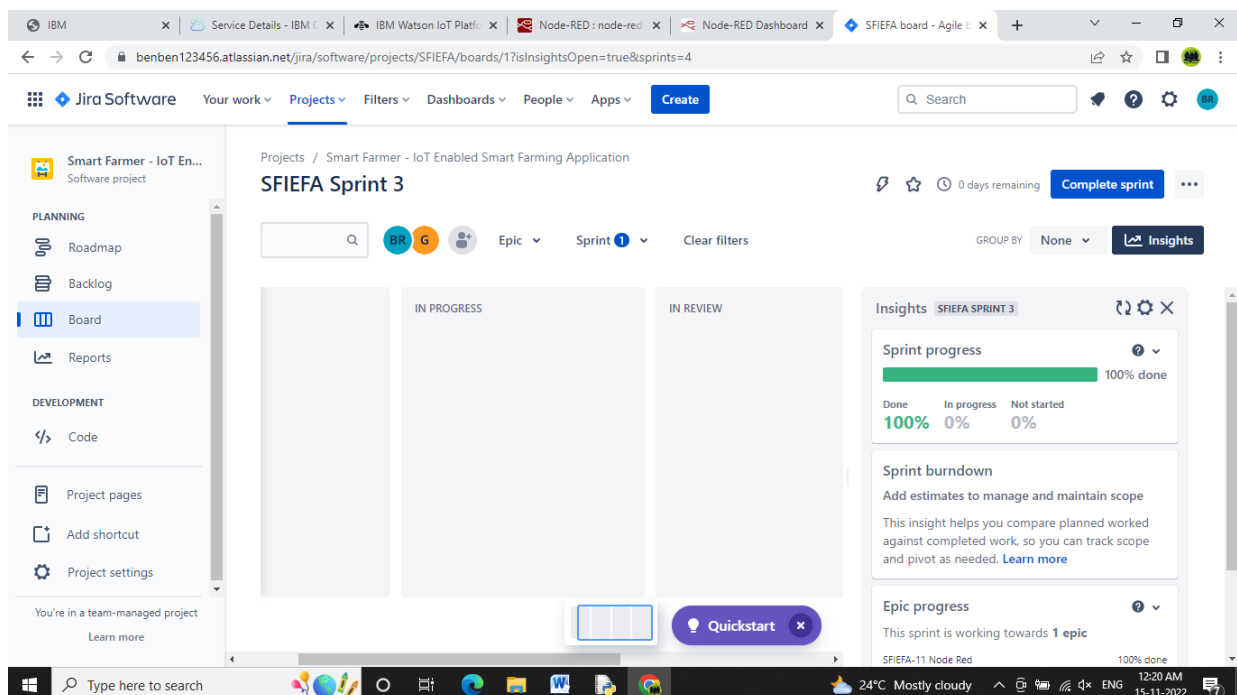 IBM
Service Details - IBM C
IBM Watson IoT Platfo
Node-RED : node-red
Node-RED Dashboard
SFIEFA board - Agile b
benben123456.atlassian.net/jira/software/projects/SFIEFA/boards/1?isInsightsOpen=true&sprints=4
Jira Software
Your work
Projects
Filters
Dashboards
People
Apps
Create
Search
BR
Smart Farmer - IoT En...
Software project
PLANNING
Roadmap
Backlog
Board
Reports
DEVELOPMENT
Code
Project pages
Add shortcut
Project settings
You're in a team-managed project
Learn more
Projects / Smart Farmer - IoT Enabled Smart Farming Application
SFIEFA Sprint 3
0 days remaining
Complete sprint
BR
G
Epic
Sprint 1
Clear filters
GROUP BY
None
Insights
IN PROGRESS
IN REVIEW
Insights SFIEFA SPRINT 3
Sprint progress
100% done
Done In progress Not started
100% 0% 0%
Sprint burndown
Add estimates to manage and maintain scope
This insight helps you compare planned worked
against completed work, so you can track scope
and pivot as needed. Learn more
Epic progress
This sprint is working towards 1 epic
SFIEFA-11 Node Red 100% done
Quickstart
Type here to search
24°C Mostly cloudy
ENG
12:20 AM
15-11-2022
7